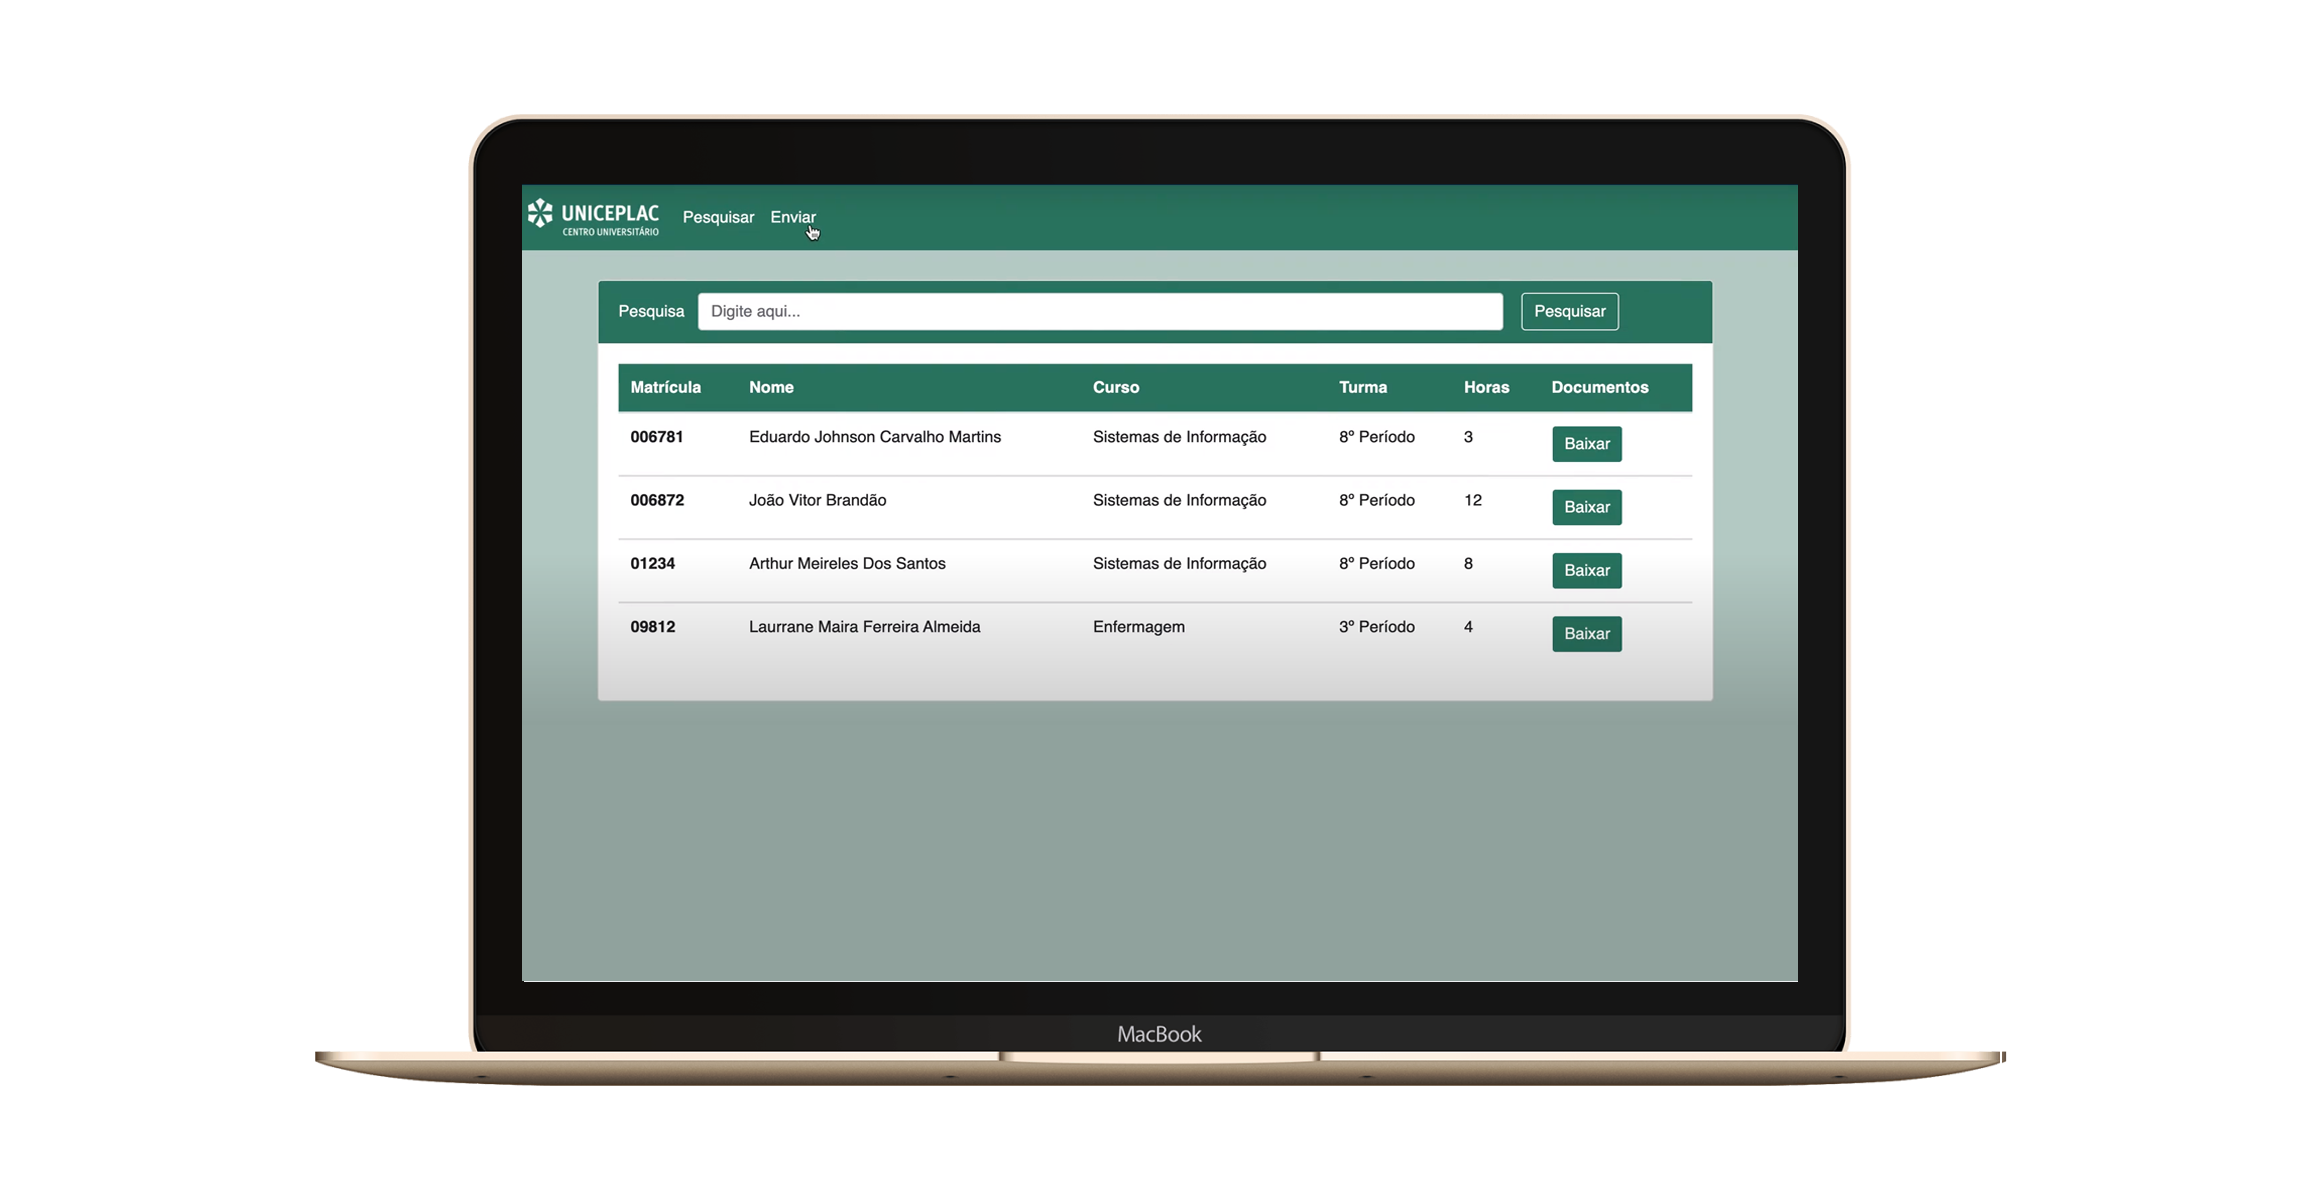 UNICEPLAC Pesquisar Enviar
CENTRO UNIVERSITÁRIO
Pesquisa Digite aqui... Pesquisar
Matrícula Nome Curso Turma Horas Documentos
006781 Eduardo Johnson Carvalho Martins Sistemas de Informação 8º Período 3 Baixar
006872 João Vitor Brandão Sistemas de Informação 8º Período 12 Baixar
01234 Arthur Meireles Dos Santos Sistemas de Informação 8º Período 8 Baixar
09812 Laurrane Maira Ferreira Almeida Enfermagem 3º Período 4 Baixar
MacBook